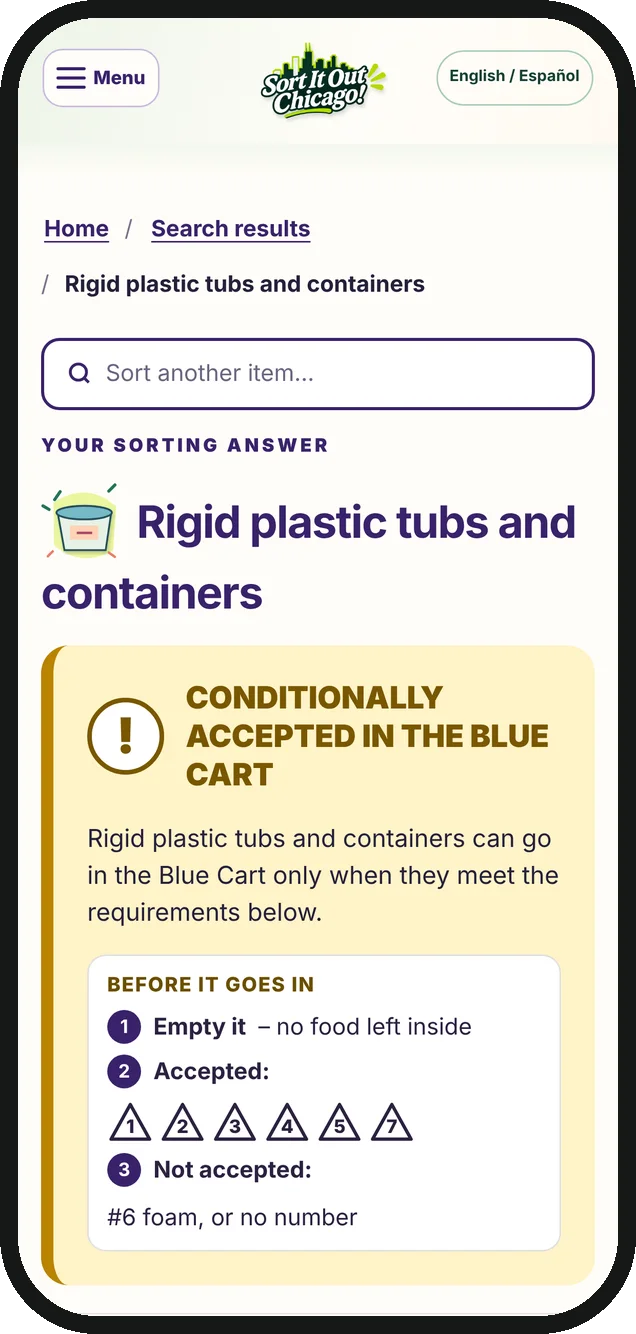 Menu
Sort It Out
Chicago!
English / Español
Home / Search results
/ Rigid plastic tubs and containers
Sort another item...
YOUR SORTING ANSWER
Rigid plastic tubs and
containers
!
CONDITIONALLY
ACCEPTED IN THE BLUE
CART
Rigid plastic tubs and containers can go
in the Blue Cart only when they meet the
requirements below.
BEFORE IT GOES IN
1 Empty it – no food left inside
2 Accepted:
1 2 3 4 5 7
3 Not accepted:
#6 foam, or no number